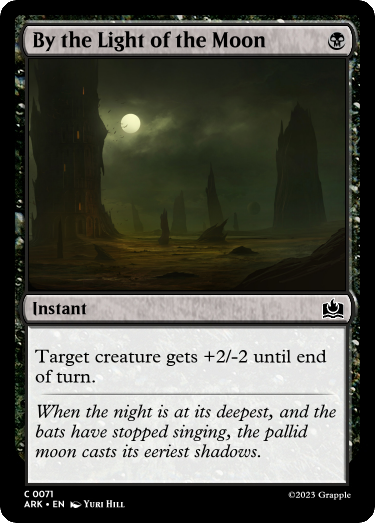 By the Light of the Moon
Instant
Target creature gets +2/-2 until end
of turn.
When the night is at its deepest, and the
bats have stopped singing, the pallid
moon casts its eeriest shadows.
C 0071
ARK • EN Yuri Hill
©2023 Grapple